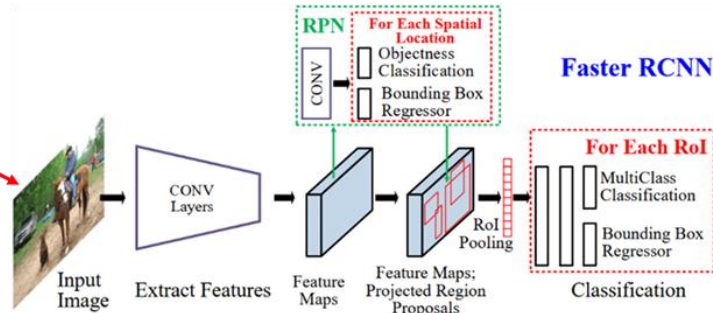 RPN
For Each Spatial
Location
CONV
Objectness
Classification
Bounding Box
Regressor
Faster RCNN
CONV
Layers
For Each RoI
MultiClass
Classification
Bounding Box
Regressor
RoI
Pooling
Input
Image
Extract Features
Feature
Maps
Feature Maps;
Projected Region
Proposals
Classification